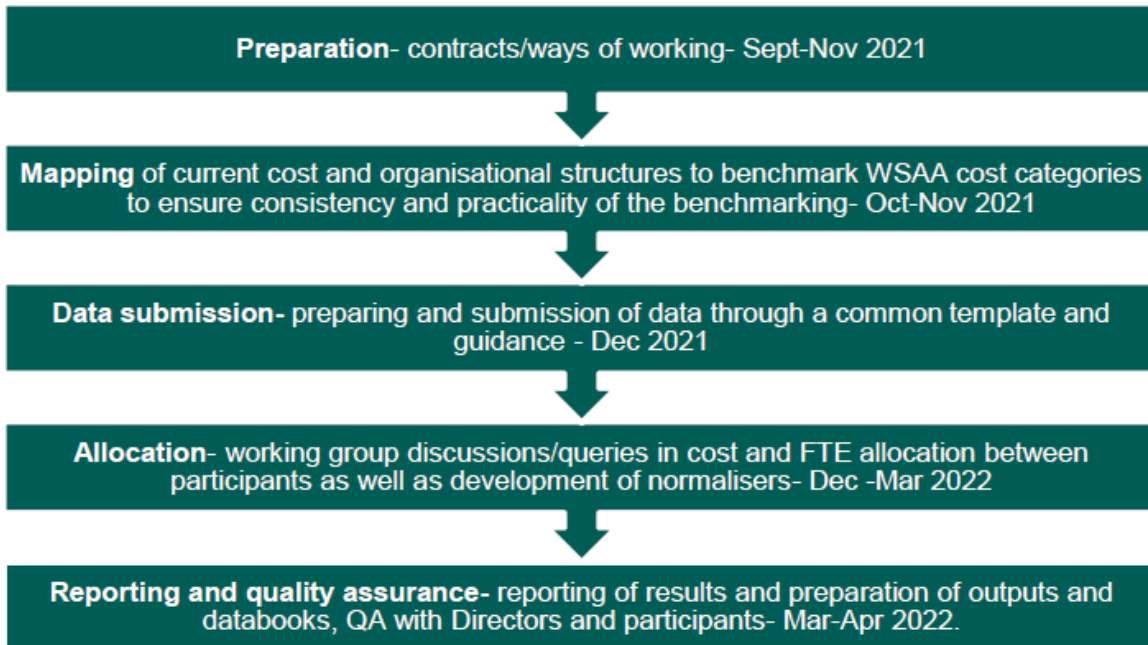 Preparation- contracts/ways of working- Sept-Nov 2021
Mapping of current cost and organisational structures to benchmark WSAA cost categories
to ensure consistency and practicality of the benchmarking- Oct-Nov 2021
Data submission- preparing and submission of data through a common template and
guidance - Dec 2021
Allocation- working group discussions/queries in cost and FTE allocation between
participants as well as development of normalisers- Dec -Mar 2022
Reporting and quality assurance- reporting of results and preparation of outputs and
databooks, QA with Directors and participants- Mar-Apr 2022.